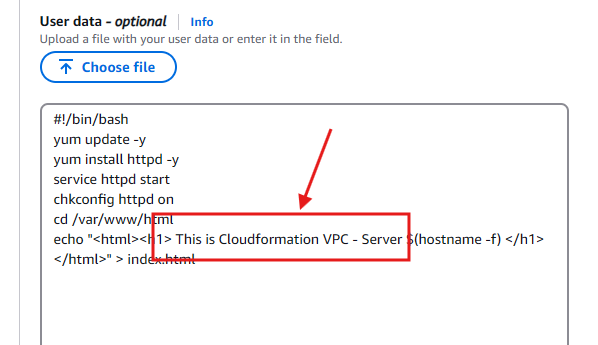 User data - optional | Info
Upload a file with your user data or enter it in the field.
Choose file
#!/bin/bash
yum update -y
yum install httpd -y
service httpd start
chkconfig httpd on
cd /var/www/html
echo "<html><h1> This is Cloudformation VPC - Server $(hostname -f) </h1>
</html>" > index.html